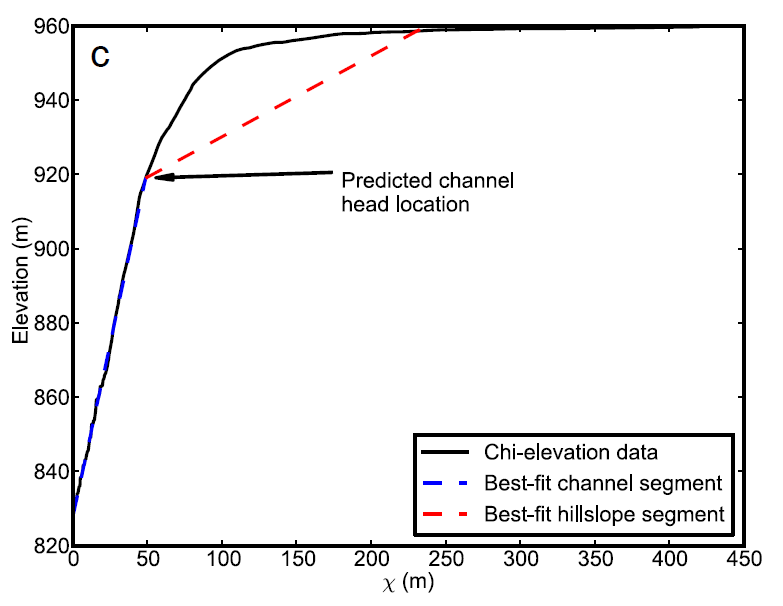 C
960
940
920
900
880
860
840
820
Elevation (m)
Predicted channel
head location
Chi-elevation data
Best-fit channel segment
Best-fit hillslope segment
0 50 100 150 200 250 300 350 400 450
χ (m)